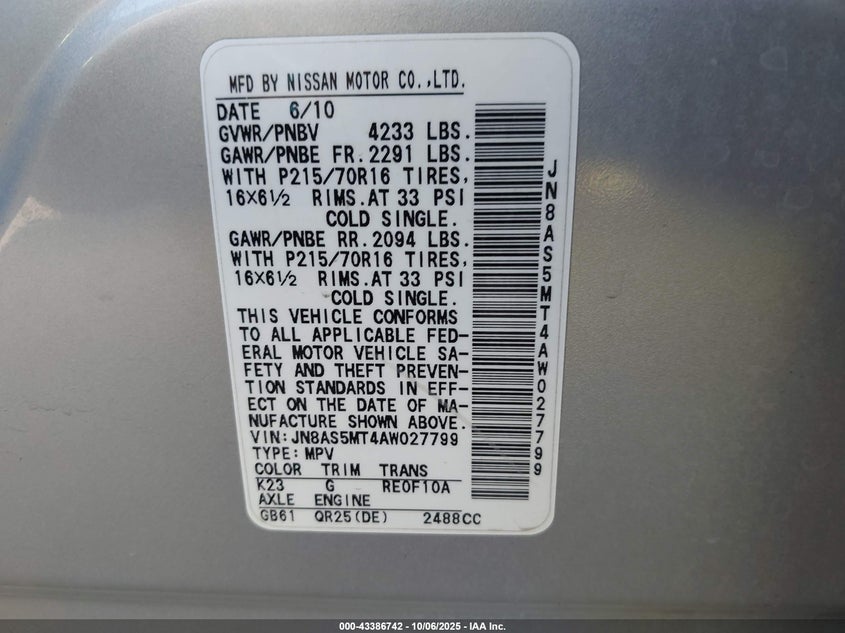 MFD BY NISSAN MOTOR CO.,LTD.
DATE 6/10
GVWR/PNBV 4233 LBS.
GAWR/PNBE FR.2291 LBS.
WITH P215/70R16 TIRES,
16×6½ RIMS.AT 33 PSI
COLD SINGLE.
GAWR/PNBE RR.2094 LBS.
WITH P215/70R16 TIRES,
16×6½ RIMS.AT 33 PSI
COLD SINGLE.
THIS VEHICLE CONFORMS
TO ALL APPLICABLE FED-
ERAL MOTOR VEHICLE SA-
FETY AND THEFT PREVEN-
TION STANDARDS IN EFF-
ECT ON THE DATE OF MA-
NUFACTURE SHOWN ABOVE.
VIN:JN8AS5MT4AW027799
TYPE:MPV
COLOR TRIM TRANS
K23 G RE0F10A
AXLE ENGINE
GB61 QR25(DE) 2488CC
JN8AS5MT4AW027799
000-43386742 - 10/06/2025 - IAA Inc.